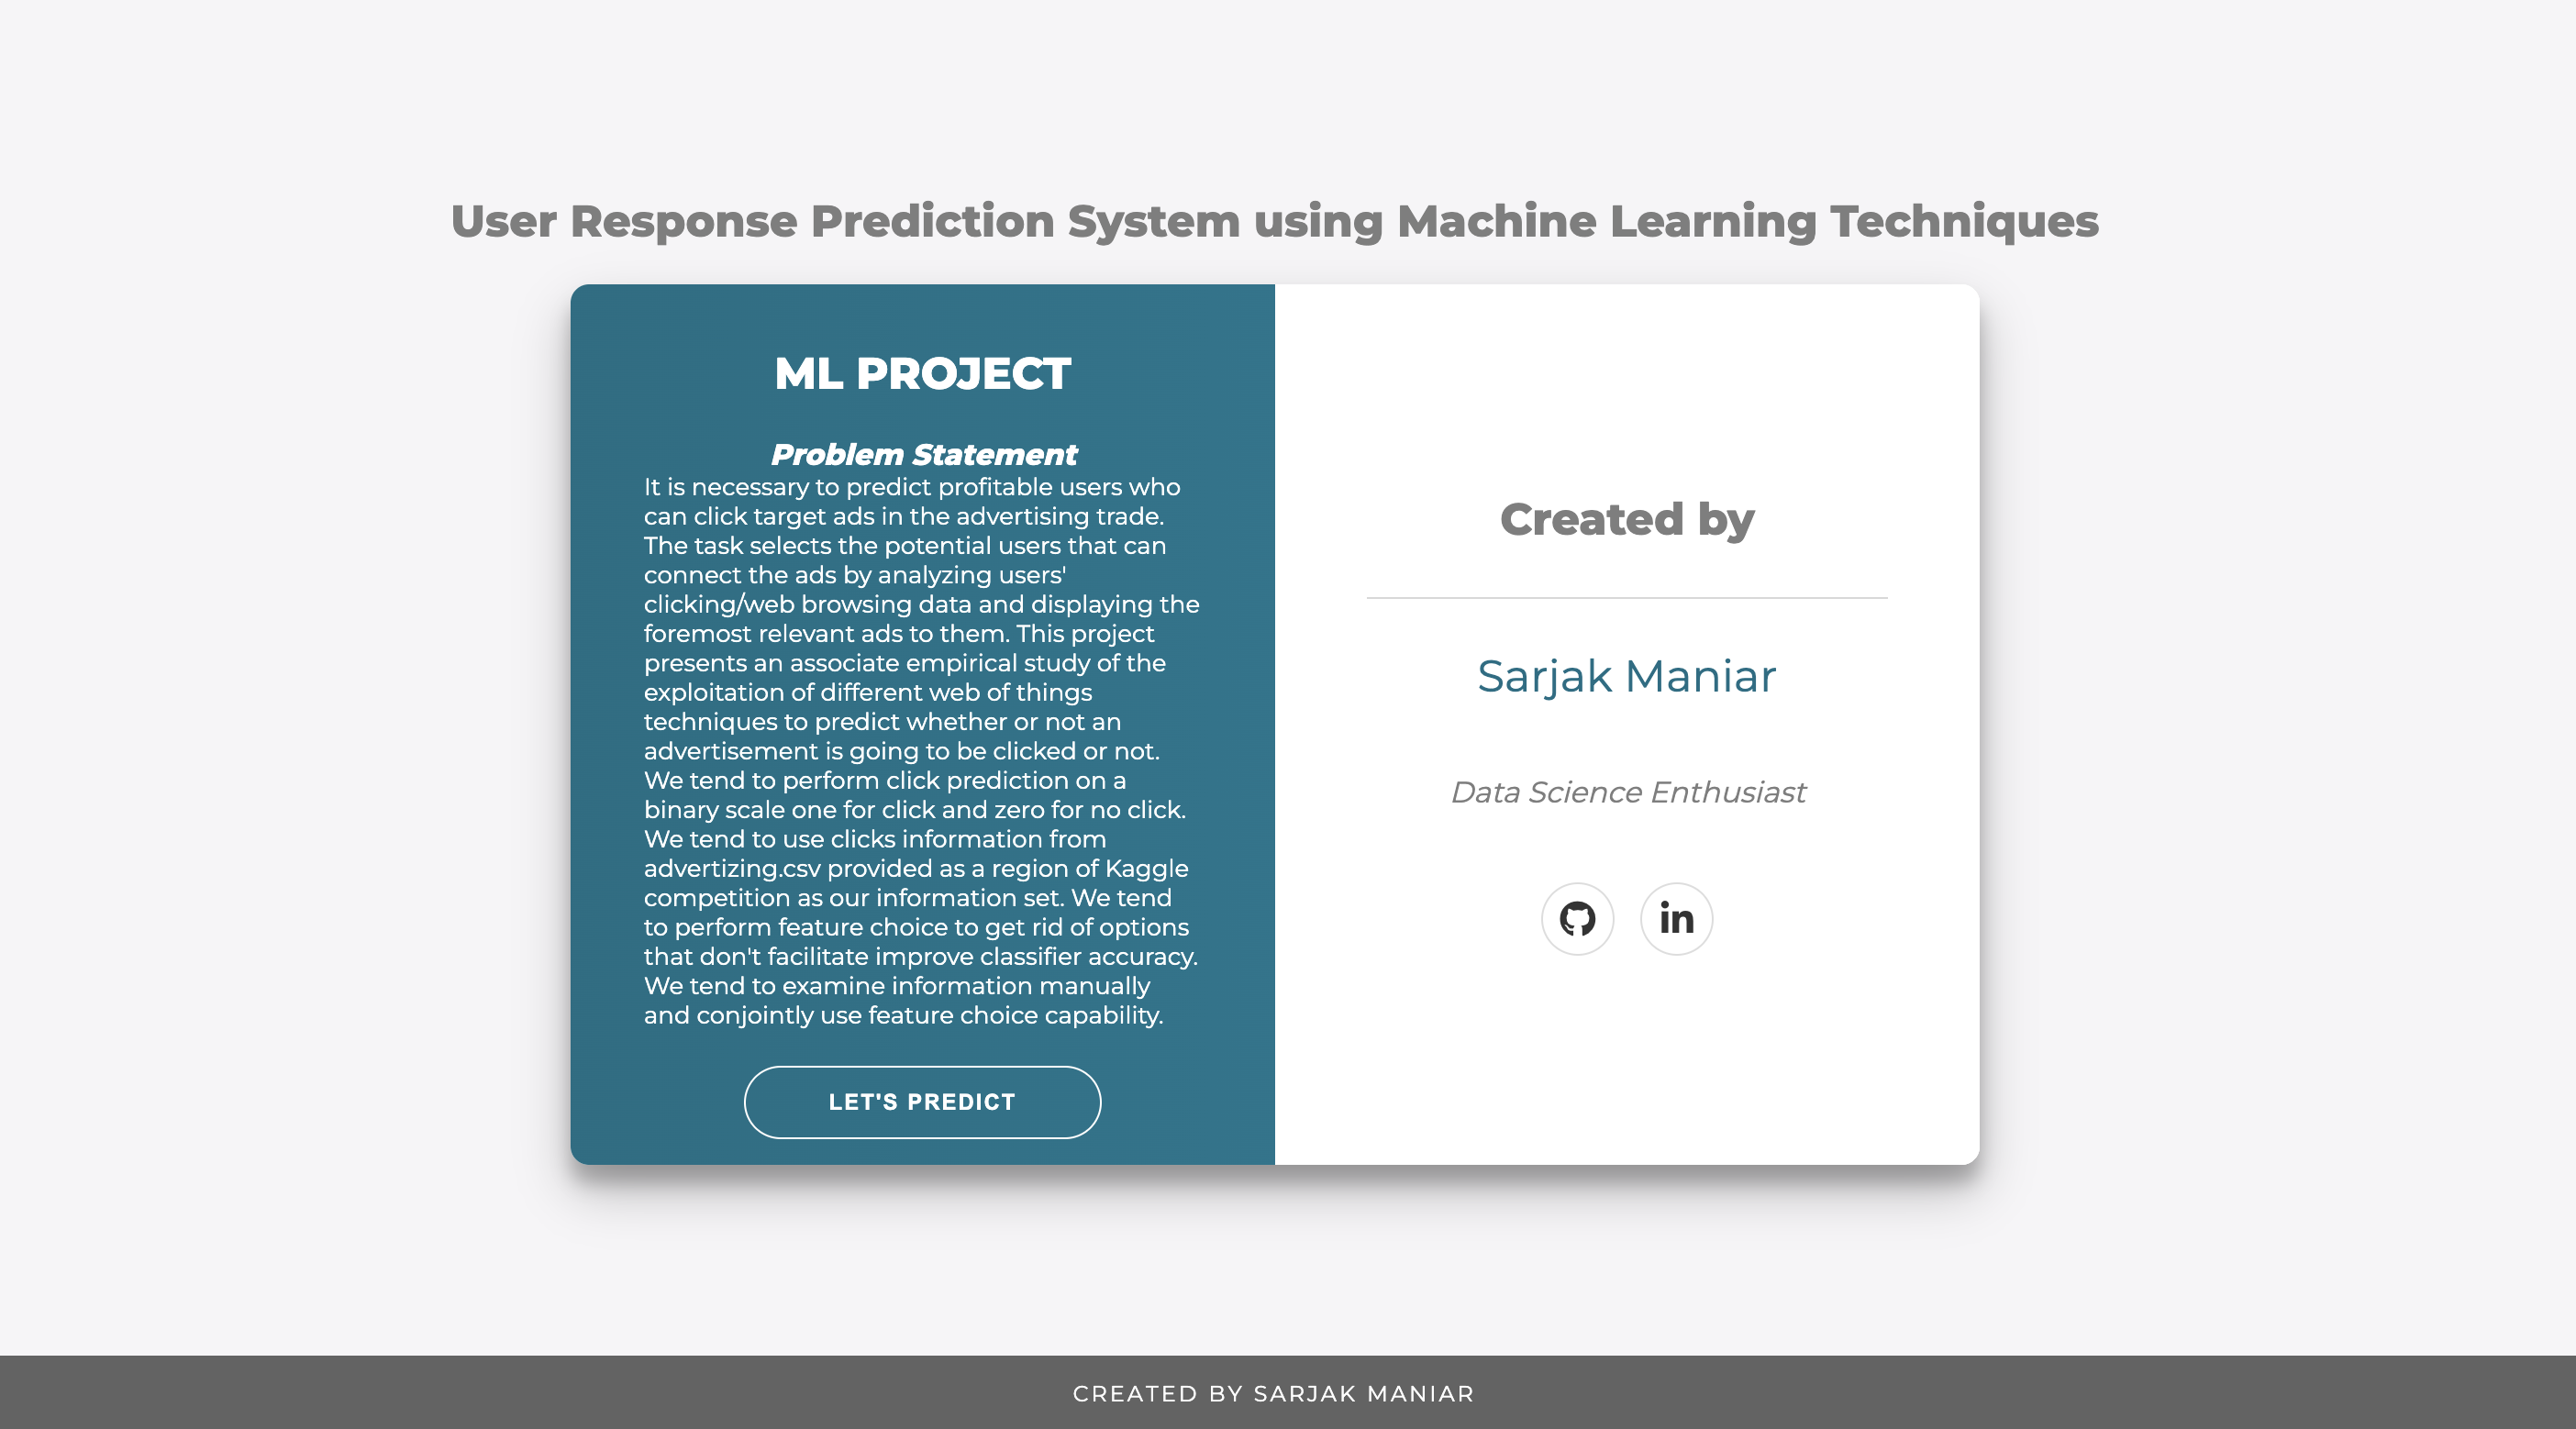 User Response Prediction System using Machine Learning Techniques
ML PROJECT
Problem Statement
It is necessary to predict profitable users who
can click target ads in the advertising trade.
The task selects the potential users that can
connect the ads by analyzing users'
clicking/web browsing data and displaying the
foremost relevant ads to them. This project
presents an associate empirical study of the
exploitation of different web of things
techniques to predict whether or not an
advertisement is going to be clicked or not.
We tend to perform click prediction on a
binary scale one for click and zero for no click.
We tend to use clicks information from
advertizing.csv provided as a region of Kaggle
competition as our information set. We tend
to perform feature choice to get rid of options
that don't facilitate improve classifier accuracy.
We tend to examine information manually
and conjointly use feature choice capability.
LET'S PREDICT
Created by
Sarjak Maniar
Data Science Enthusiast
in
CREATED BY SARJAK MANIAR